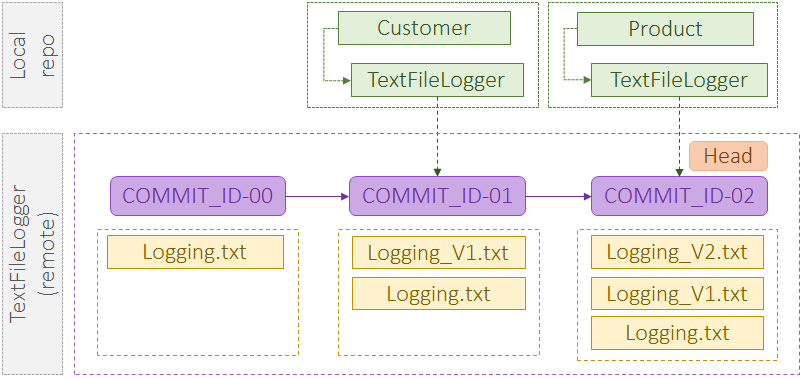 Local
repo
Customer
TextFileLogger
Product
TextFileLogger
TextFileLogger
(remote)
Head
COMMIT_ID-00
COMMIT_ID-01
COMMIT_ID-02
Logging.txt
Logging_V1.txt
Logging.txt
Logging_V2.txt
Logging_V1.txt
Logging.txt